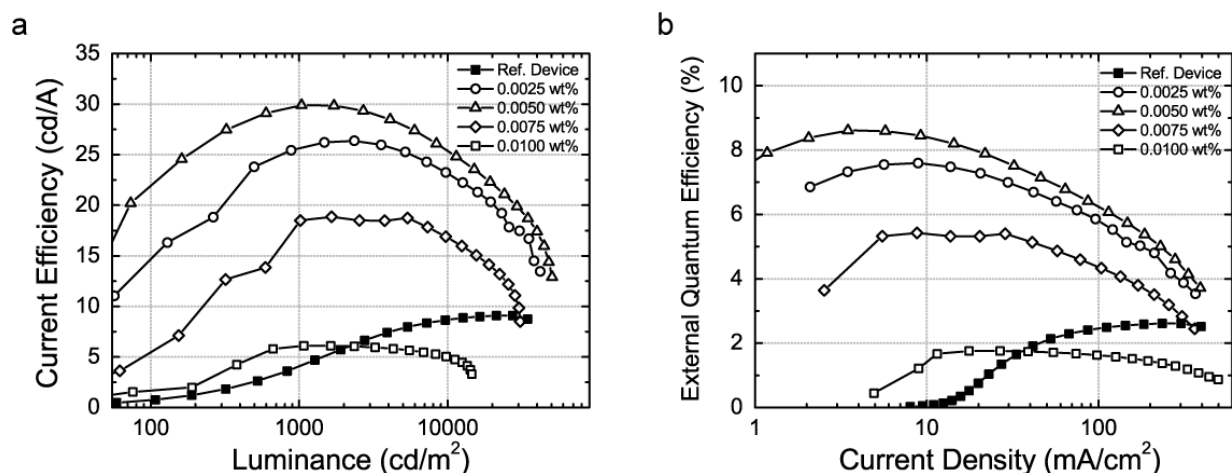 a
Current Efficiency (cd/A)
35
30
25
20
15
10
5
0
100
1000
10000
Luminance (cd/m²)
Ref. Device
0.0025 wt%
0.0050 wt%
0.0075 wt%
0.0100 wt%
b
External Quantum Efficiency (%)
10
8
6
4
2
0
1
10
100
Current Density (mA/cm²)
Ref. Device
0.0025 wt%
0.0050 wt%
0.0075 wt%
0.0100 wt%